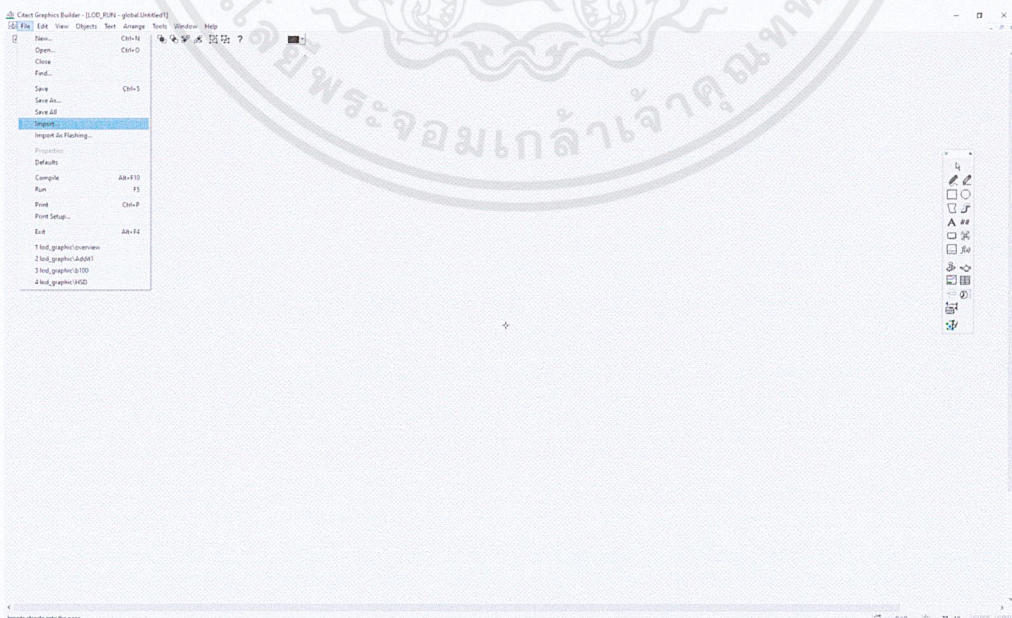 Citect Graphics Builder - [LOD_RUN - global.Untitled1]
File Edit View Objects Text Arrange Tools Window Help
New... Ctrl+N
Open... Ctrl+O
Close
Find...
Save Ctrl+S
Save As...
Save All
Import...
Import As Flashing...
Properties
Defaults
Compile Alt+F10
Run F5
Print Ctrl+P
Print Setup...
Exit Alt+F4
1 lod_graphic\overview
2 lod_graphic\Addit1
3 lod_graphic\b100
4 lod_graphic\HSD
A ##